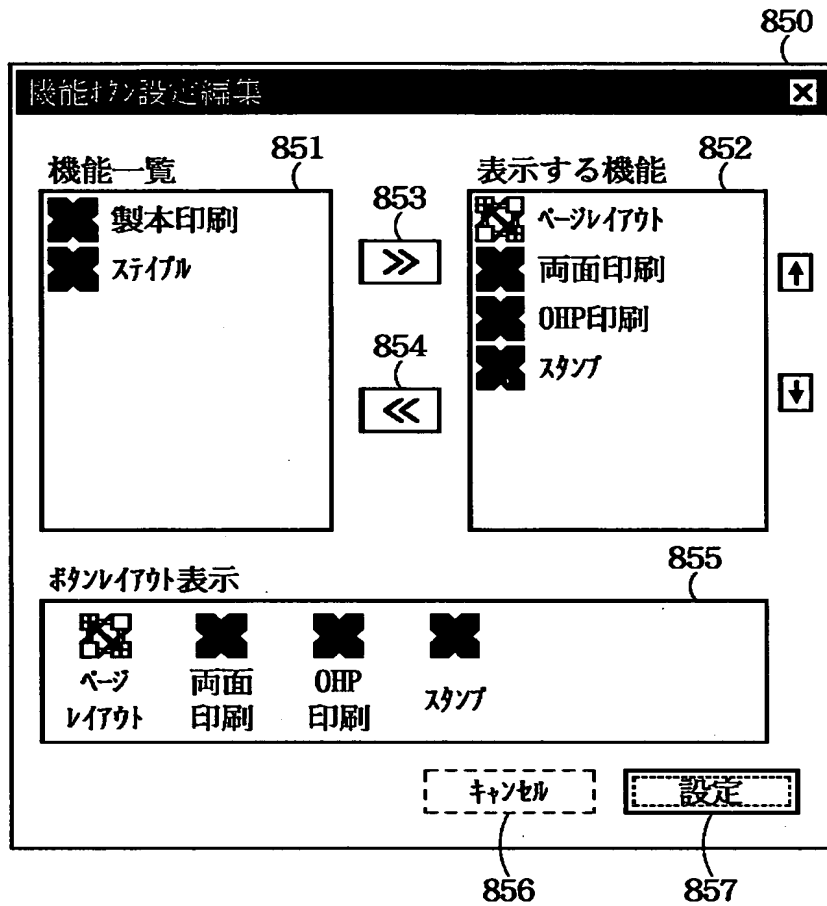 850
機能ボタン設定編集
851
852
機能一覧
表示する機能
853
製本印刷
ステイプル
ページレイアウト
両面印刷
OHP印刷
スタンプ
≫
854
≪
855
ボタンレイアウト表示
ページ
レイアウト
両面
印刷
OHP
印刷
スタンプ
キャンセル
設定
856
857